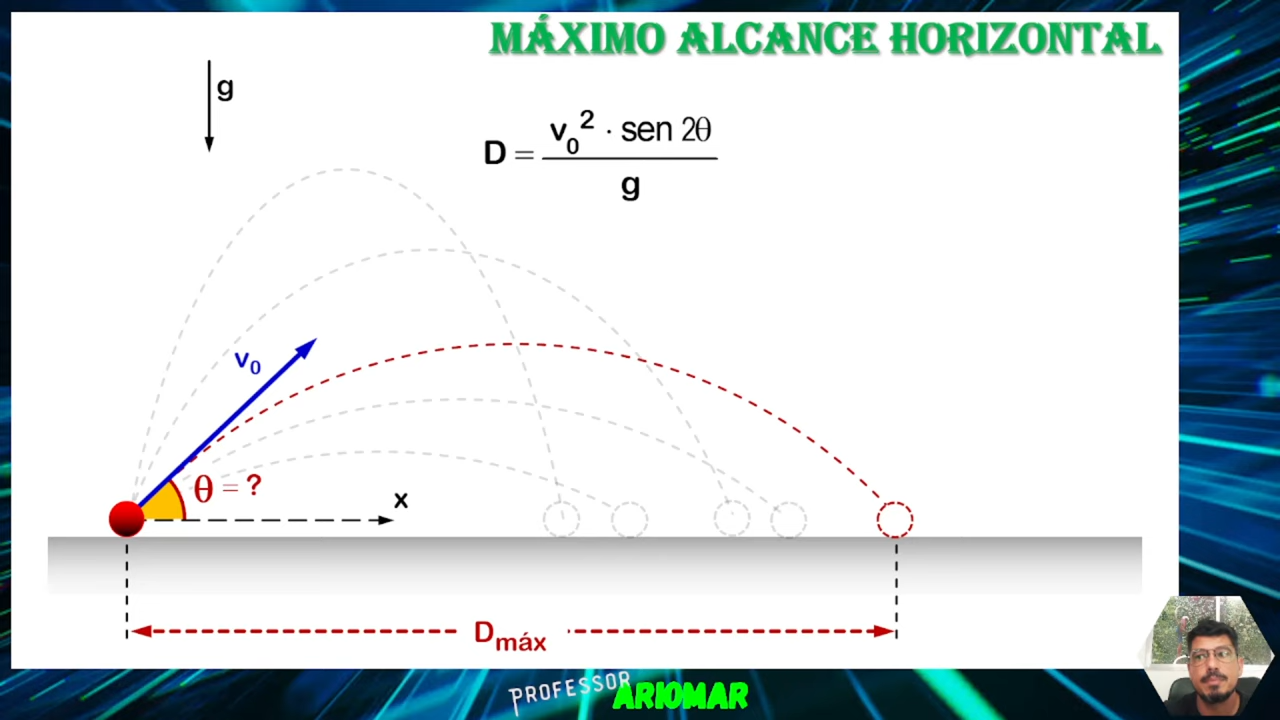 MÁXIMO ALCANCE HORIZONTAL
g
D = v₀² · sen 2θ / g
v₀
θ = ?
x
Dmáx
PROFESSOR ARIOMAR